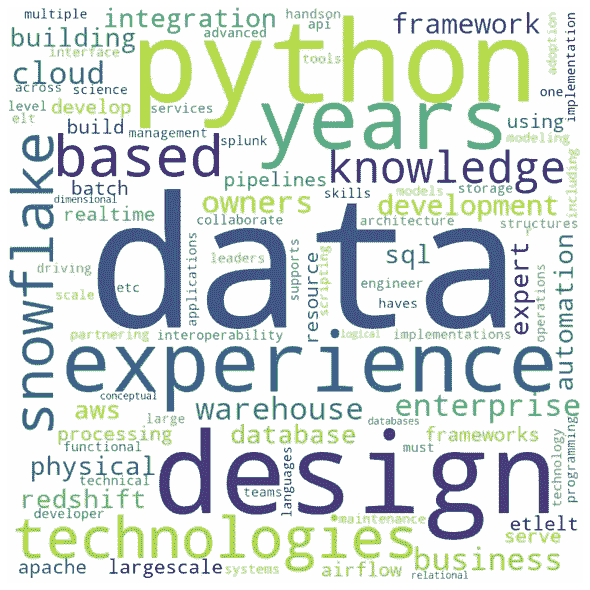 multiple
integration
handson
api
framework
adoption
implementation
building
advanced
interface
python
tools
cloud
across
science
one
level
develop
services
years
using
elt
build
management
splunk
modeling
based
knowledge
including
snowflake
batch
pipelines
skills
models
storage
dimensional
realtime
owners
development
collaborate
architecture
structures
data
sql
driving
etc
applications
leaders
supports
resource
engineer
scripting
expert
operations
automation
scale
haves
partnering
interoperability
logical
implementations
experience
conceptual
aws
large
warehouse
enterprise
processing
database
databases
frameworks
functional
must
physical
technical
design
languages
technology
programming
redshift
developer
teams
maintenance
etlelt
technologies
serve
business
apache
largescale
systems
airflow
relational